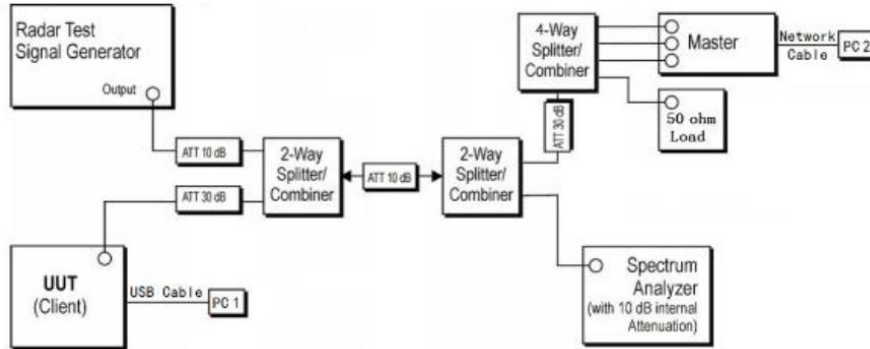 Radar Test
Signal Generator
Output
4-Way
Splitter/
Combiner
Master
Network
Cable
PC 2
50 ohm
Load
ATT 30 dB
ATT 10 dB
2-Way
Splitter/
Combiner
ATT 10 dB
2-Way
Splitter/
Combiner
ATT 30 dB
UUT
(Client)
USB Cable
PC 1
Spectrum
Analyzer
(with 10 dB internal
Attenuation)